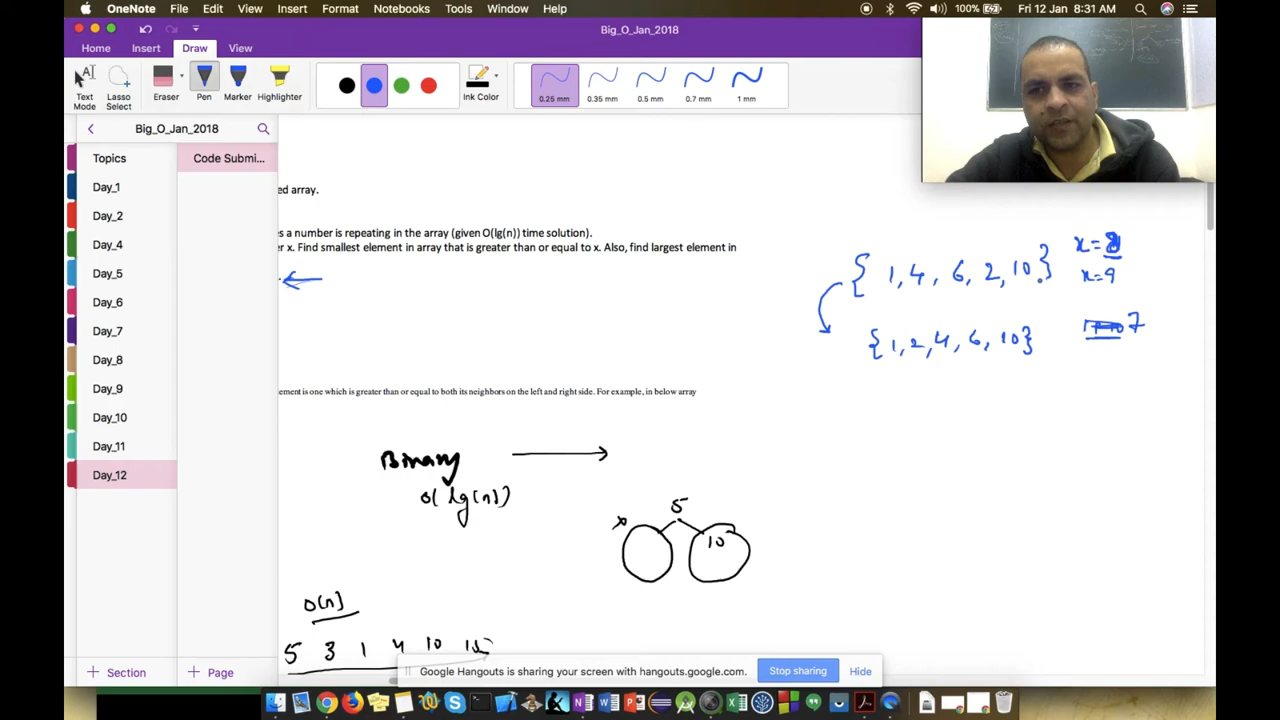 OneNote File Edit View Insert Format Notebooks Tools Window Help 100% Fri 12 Jan 8:31 AM
Big_O_Jan_2018
Home Insert Draw View
Text Mode
Lasso Select
Eraser
Pen
Marker
Highlighter
Ink Color
0.25 mm 0.35 mm 0.5 mm 0.7 mm 1 mm
Big_O_Jan_2018
Topics
Day_1
Day_2
Day_4
Day_5
Day_6
Day_7
Day_8
Day_9
Day_10
Day_11
Day_12
Code Submi...
ed array.
es a number is repeating in the array (given O(lg(n)) time solution).
er x. Find smallest element in array that is greater than or equal to x. Also, find largest element in
{ 1, 4, 6, 2, 10. }
x=
x=9
{ 1, 2, 4, 6, 10 }
7
ement is one which is greater than or equal to both its neighbors on the left and right side. For example, in below array
Binary
O( lg(n))
5
10
O(n)
5 3 1 4 10
Google Hangouts is sharing your screen with hangouts.google.com. Stop sharing Hide
+ Section + Page